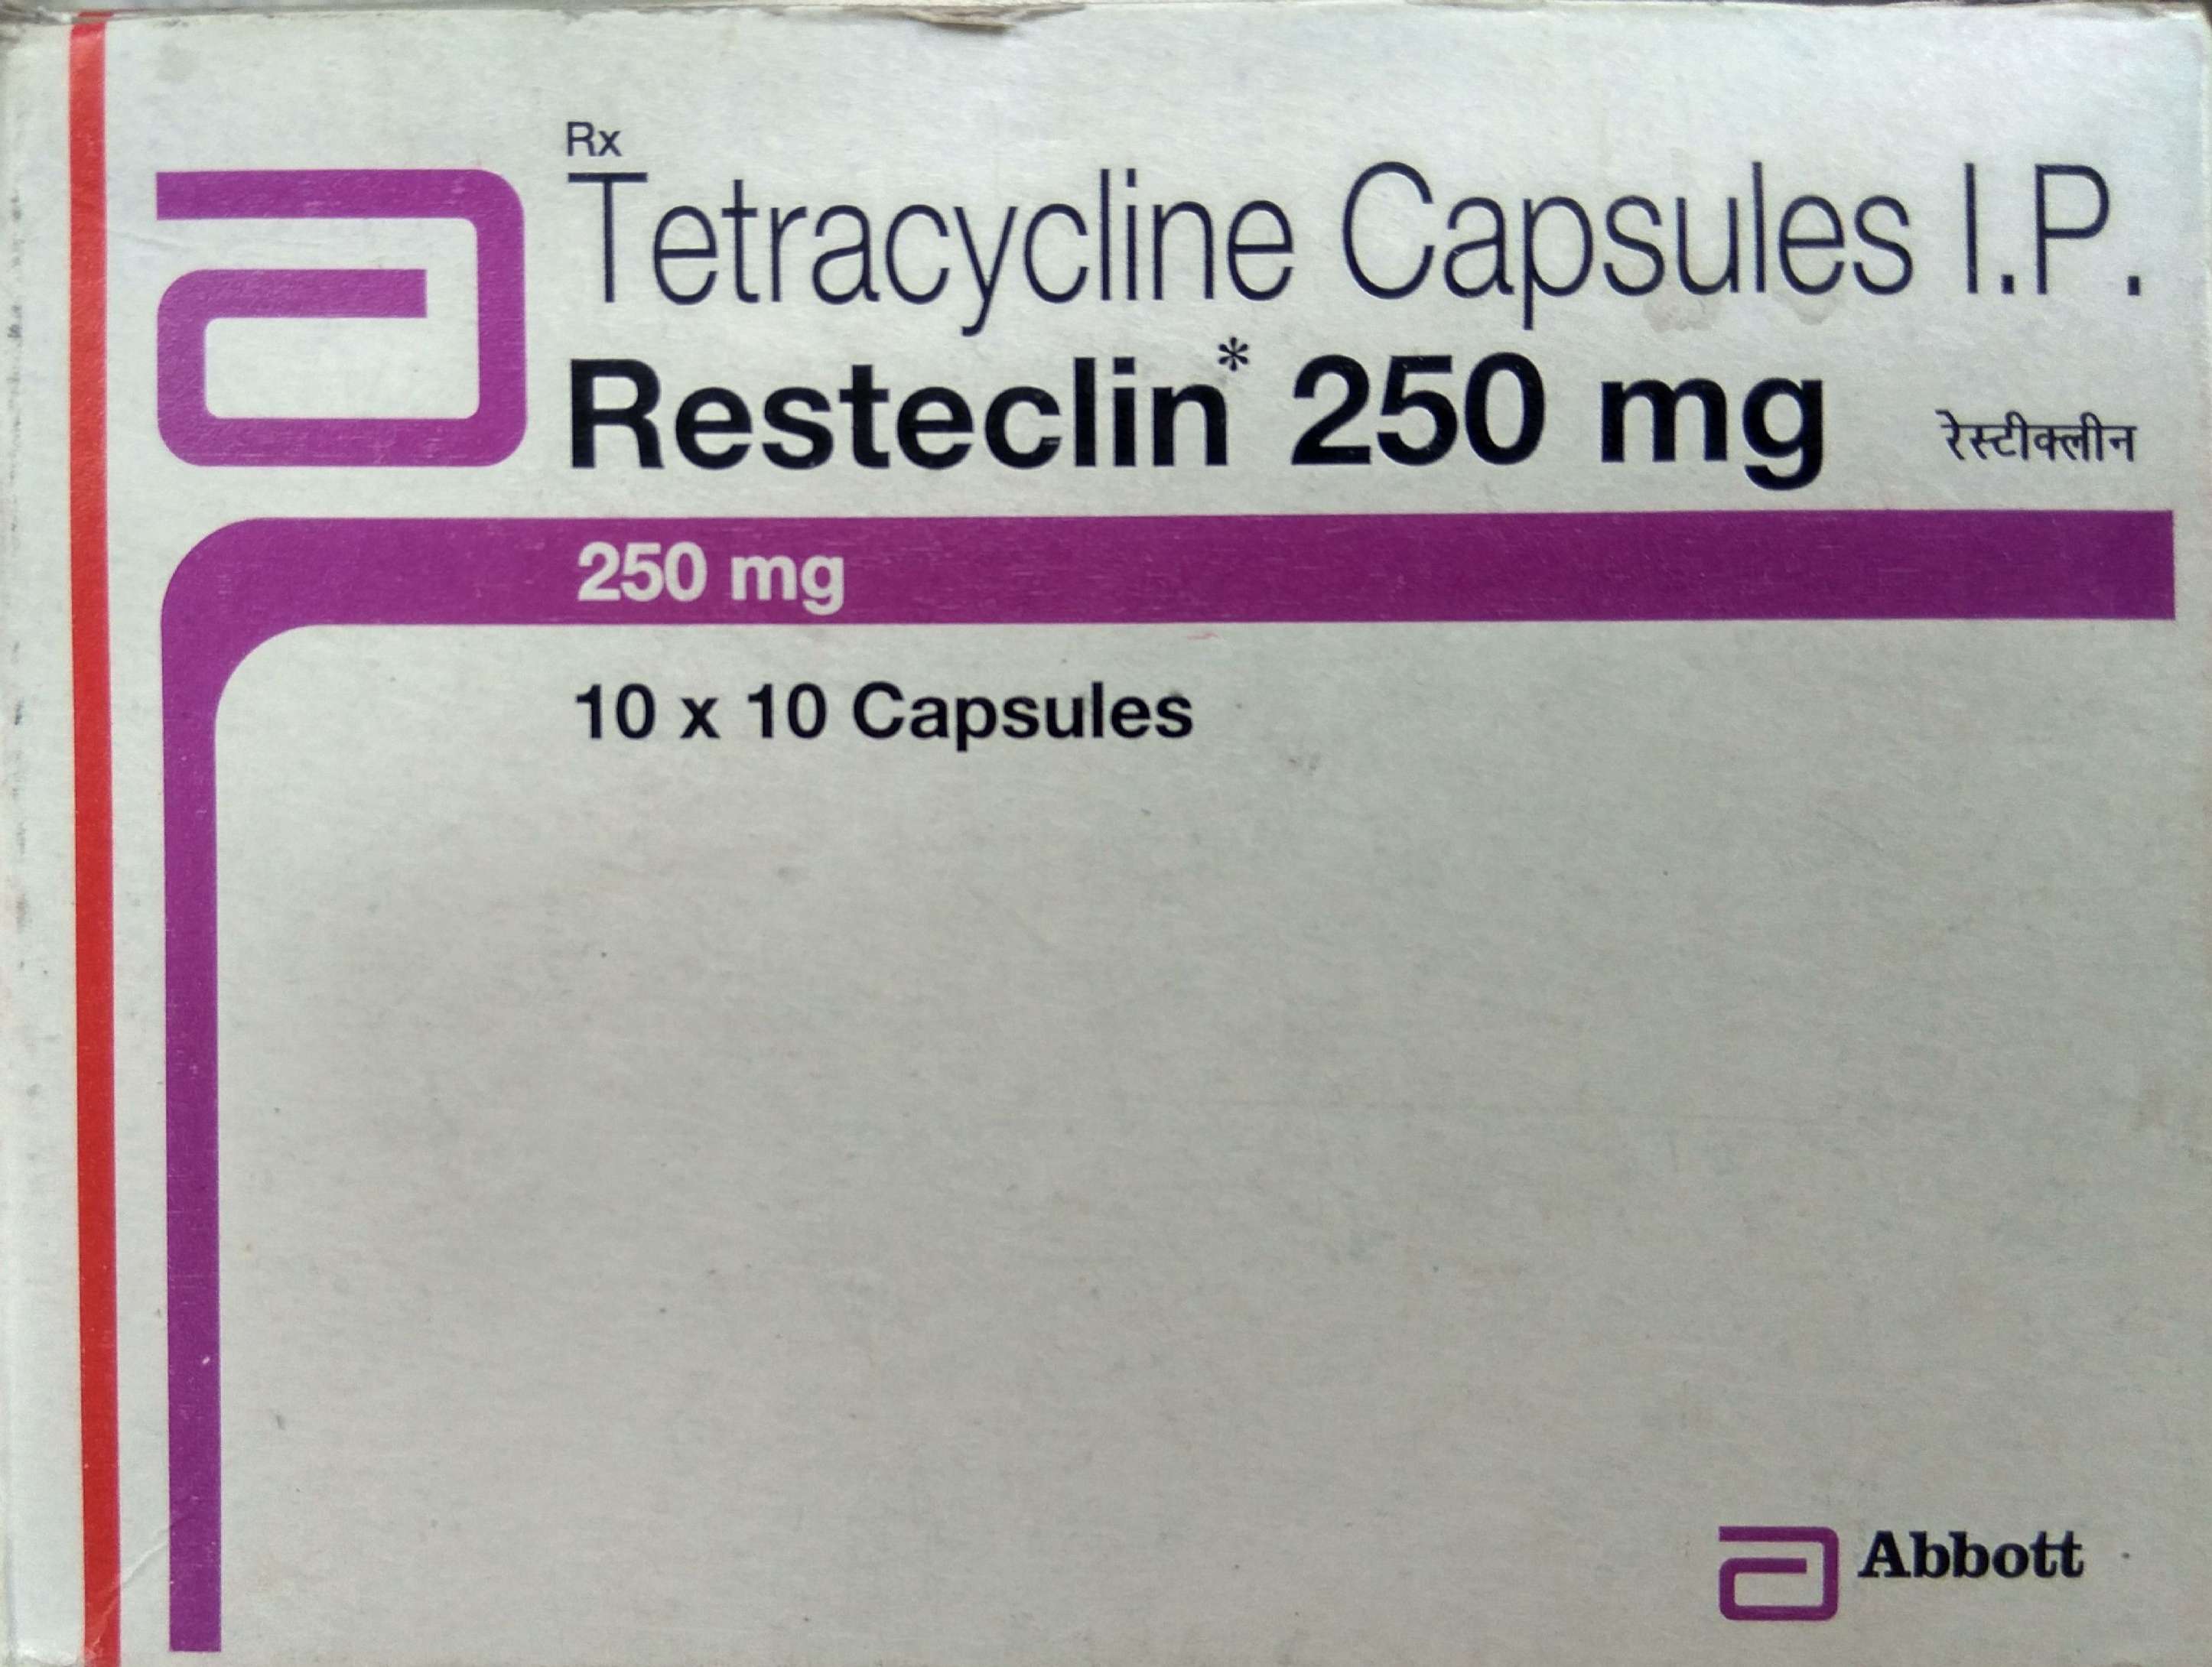 Rx
Tetracycline Capsules I.P.
Resteclin* 250 mg रेस्टीक्लीन
250 mg
10 x 10 Capsules
Abbott